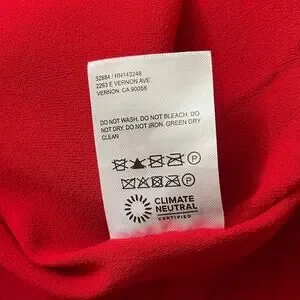 32684 / RN143248
2263 E VERNON AVE
VERNON, CA 90058
DO NOT WASH. DO NOT BLEACH. DO
NOT DRY. DO NOT IRON. GREEN DRY
CLEAN
P
P
CLIMATE
NEUTRAL
CERTIFIED